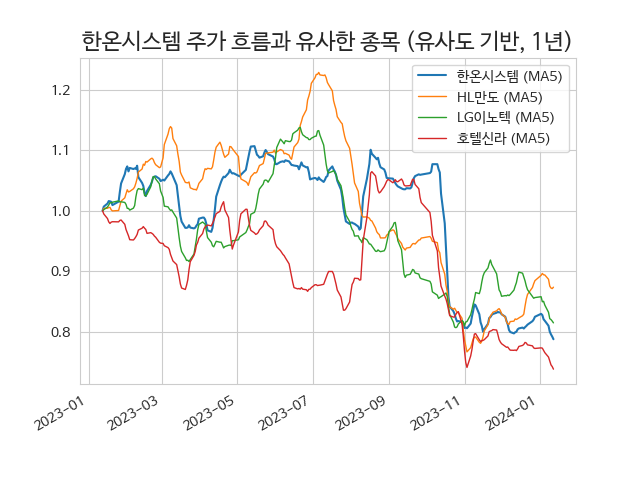 한온시스템 주가 흐름과 유사한 종목 (유사도 기반, 1년)
한온시스템 (MA5)
HL만도 (MA5)
LG이노텍 (MA5)
호텔신라 (MA5)
1.2
1.1
1.0
0.9
0.8
2023-01
2023-03
2023-05
2023-07
2023-09
2023-11
2024-01